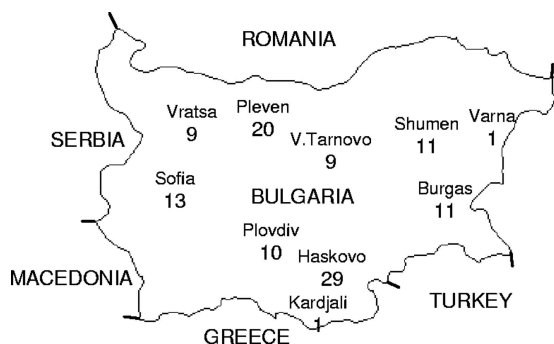 ROMANIA
Pleven
20
Vratsa
9
Shumen
11
Varna
1
SERBIA
V.Tarnovo
9
Sofia
13
BULGARIA
Burgas
11
Plovdiv
10
Haskovo
29
MACEDONIA
Kardjali
1
TURKEY
GREECE